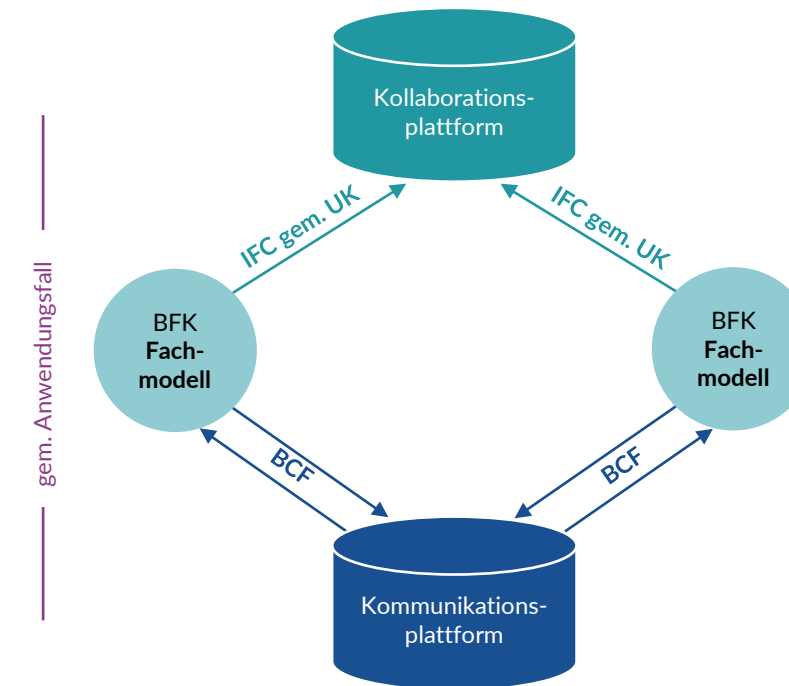 Kollaborations-
plattform
IFC gem. UK
IFC gem. UK
gem. Anwendungsfall
BFK
Fach-
modell
BFK
Fach-
modell
BCF
BCF
Kommunikations-
plattform